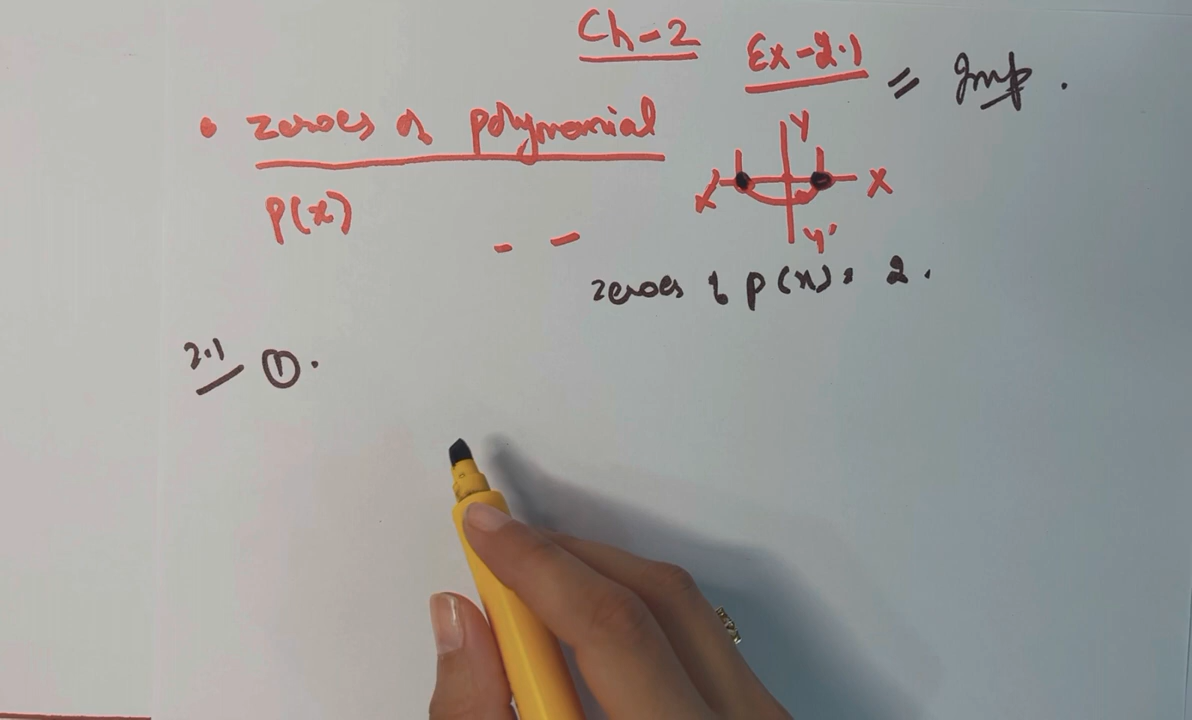 Ch-2
Ex-2.1 = Imp.
• zeroes of polynomial
P(x)
Y
X' X
Y'
zeroes of p(x) = 2.
2.1 ①.